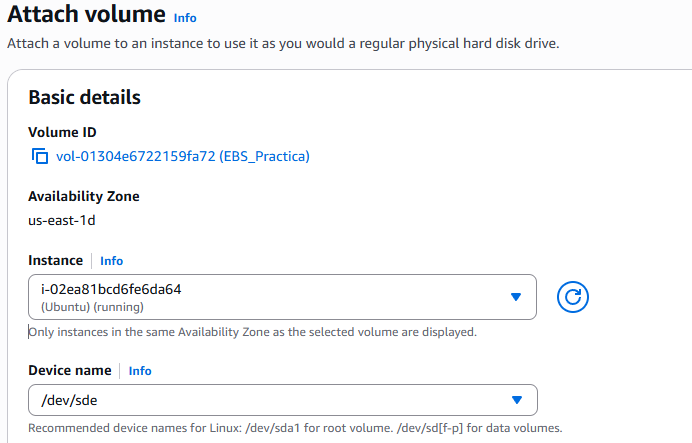 Attach volume Info
Attach a volume to an instance to use it as you would a regular physical hard disk drive.
Basic details
Volume ID
vol-01304e6722159fa72 (EBS_Practica)
Availability Zone
us-east-1d
Instance Info
i-02ea81bcd6fe6da64
(Ubuntu) (running)
Only instances in the same Availability Zone as the selected volume are displayed.
Device name Info
/dev/sde
Recommended device names for Linux: /dev/sda1 for root volume. /dev/sd[f-p] for data volumes.